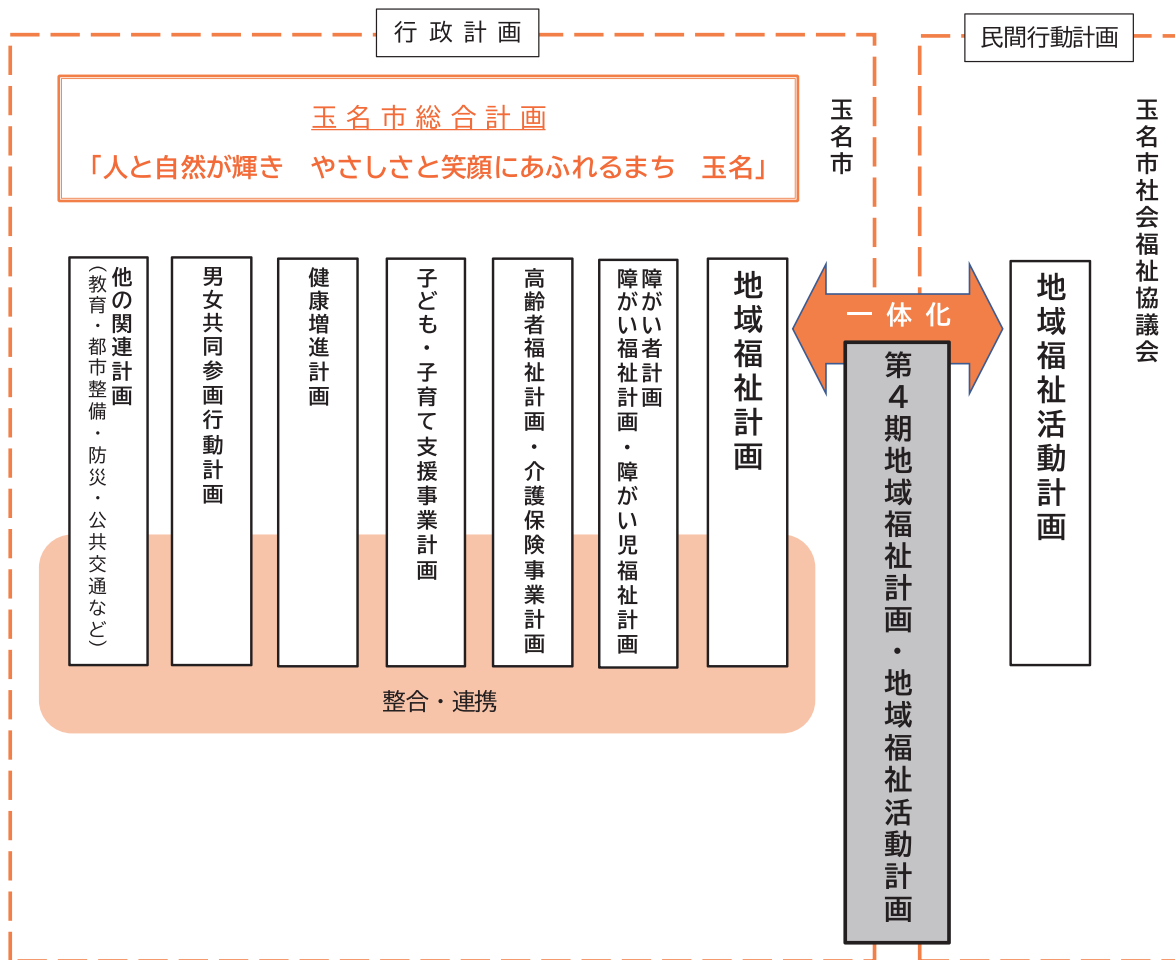 行政計画
民間行動計画
玉名市総合計画
「人と自然が輝き　やさしさと笑顔にあふれるまち　玉名」
玉名市
玉名市社会福祉協議会
他の関連計画
（教育・都市整備・防災・公共交通など）
男女共同参画行動計画
健康増進計画
子ども・子育て支援事業計画
高齢者福祉計画・介護保険事業計画
障がい者計画
障がい福祉計画・障がい児福祉計画
地域福祉計画
一体化
第４期地域福祉計画・地域福祉活動計画
地域福祉活動計画
整合・連携